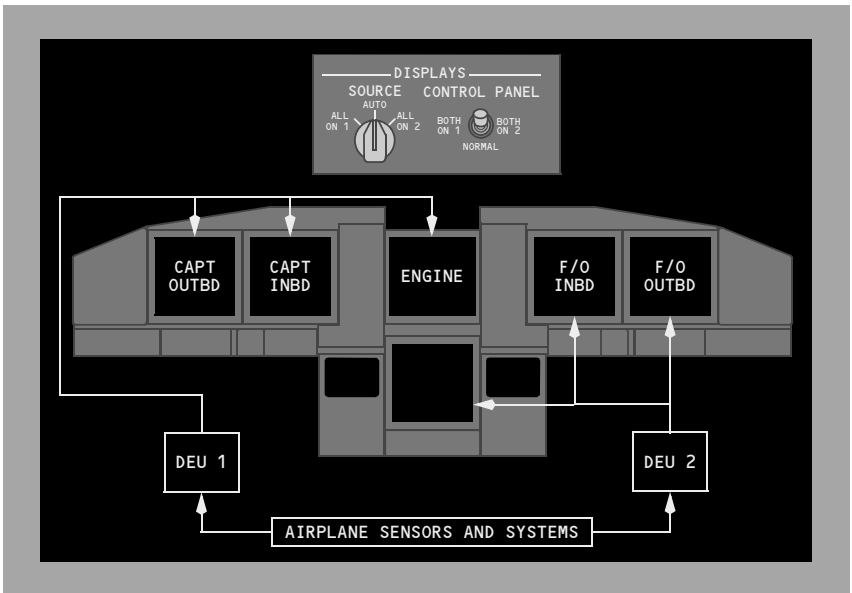 DISPLAYS
SOURCE
CONTROL PANEL
AUTO
ALL
ON 1
ALL
ON 2
BOTH
ON 1
BOTH
ON 2
NORMAL
CAPT
OUTBD
CAPT
INBD
ENGINE
F/O
INBD
F/O
OUTBD
DEU 1
DEU 2
AIRPLANE SENSORS AND SYSTEMS